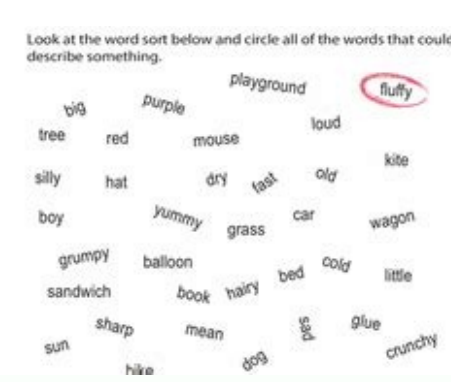 Look at the word sort below and circle all of the words that could
describe something.
playground
fluffy
big
purple
loud
tree
red
mouse
kite
silly
hat
dry
fast
old
boy
yummy
grass
car
wagon
grumpy
balloon
bed
cold
little
sandwich
book
hairy
sharp
mean
sad
glue
sun
dog
crunchy